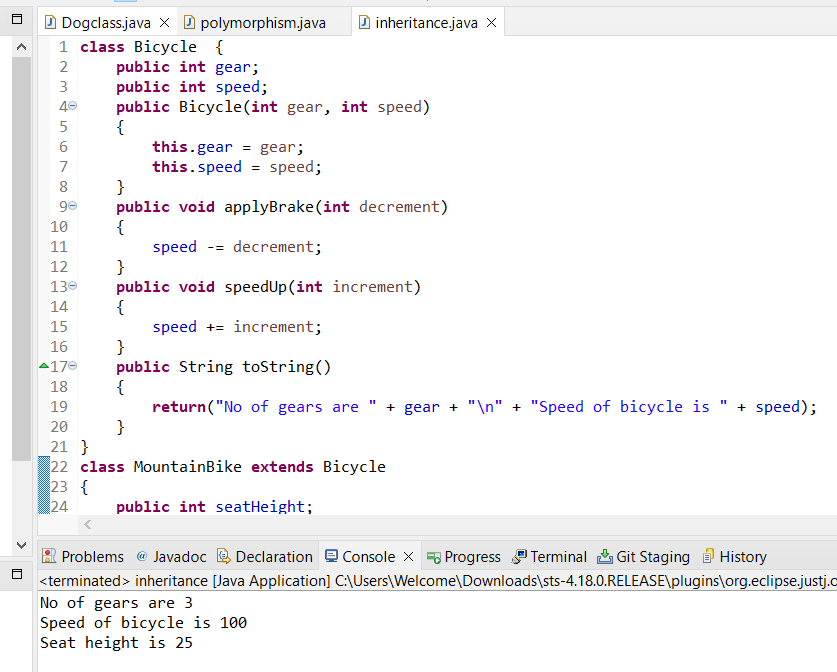 Dogclass.java polymorphism.java inheritance.java
1 class Bicycle  {
2     public int gear;
3     public int speed;
4     public Bicycle(int gear, int speed)
5     {
6         this.gear = gear;
7         this.speed = speed;
8     }
9     public void applyBrake(int decrement)
10     {
11         speed -= decrement;
12     }
13     public void speedUp(int increment)
14     {
15         speed += increment;
16     }
17     public String toString()
18     {
19         return("No of gears are " + gear + "\n" + "Speed of bicycle is " + speed);
20     }
21 }
22 class MountainBike extends Bicycle
23 {
24     public int seatHeight;
Problems @ Javadoc Declaration Console Progress Terminal Git Staging History
<terminated> inheritance [Java Application] C:\Users\Welcome\Downloads\sts-4.18.0.RELEASE\plugins\org.eclipse.justj.o
No of gears are 3
Speed of bicycle is 100
Seat height is 25